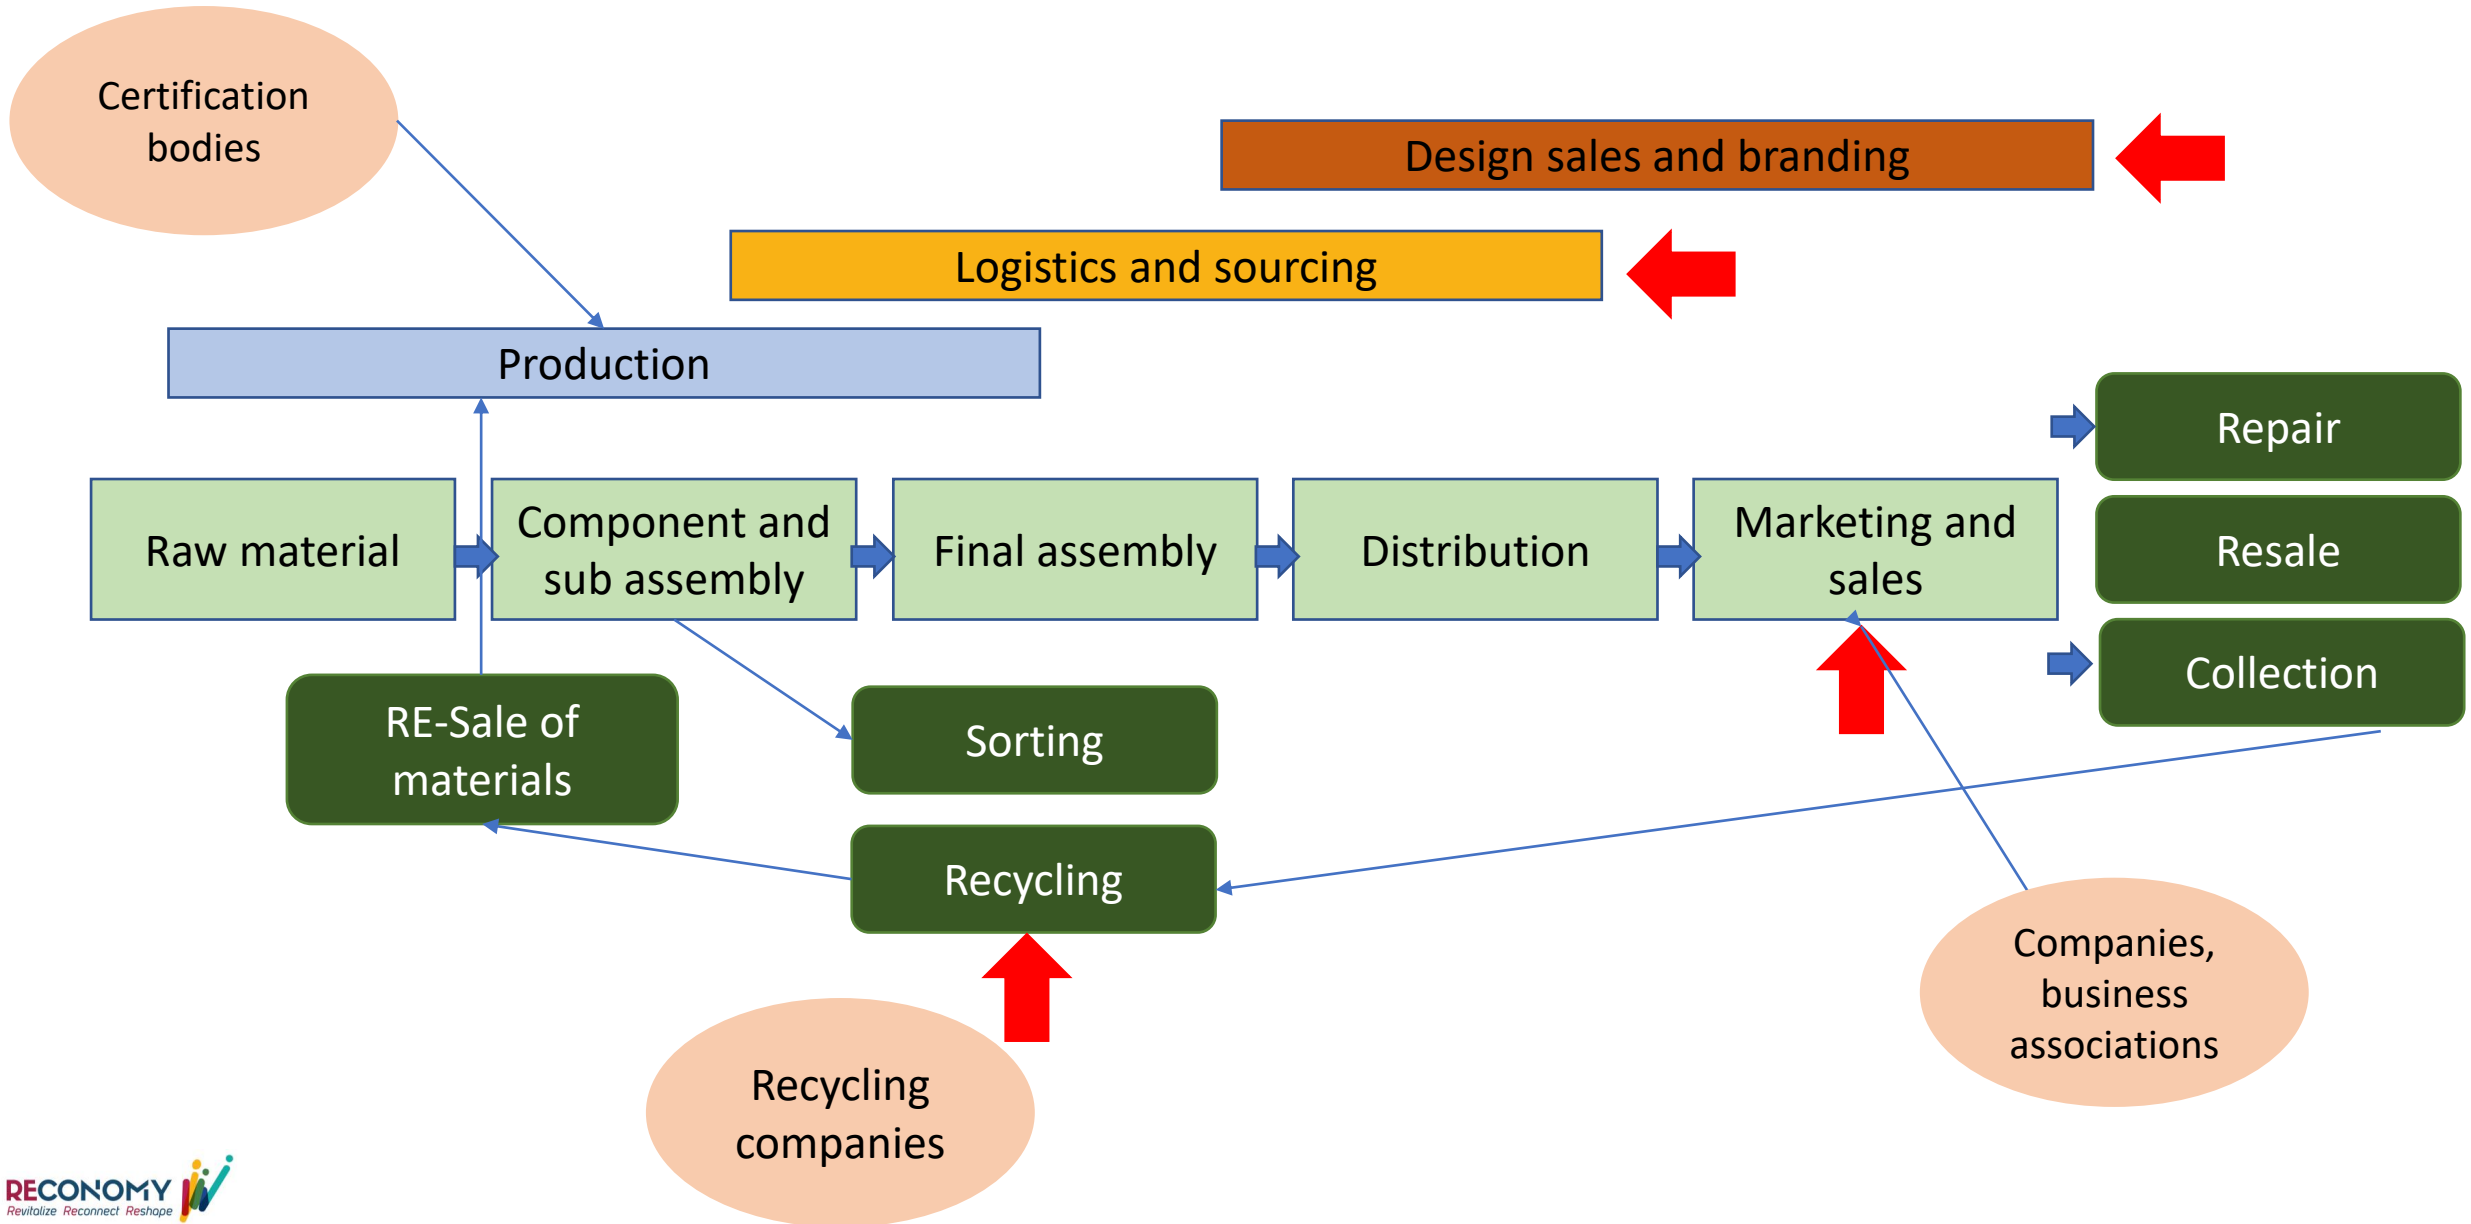 Certification
bodies
Design sales and branding
Logistics and sourcing
Production
Repair
Raw material
Component and
sub assembly
Final assembly
Distribution
Marketing and
sales
Resale
Collection
RE-Sale of
materials
Sorting
Recycling
Companies,
business
associations
Recycling
companies
RECONOMY
Revitalize Reconnect Reshape